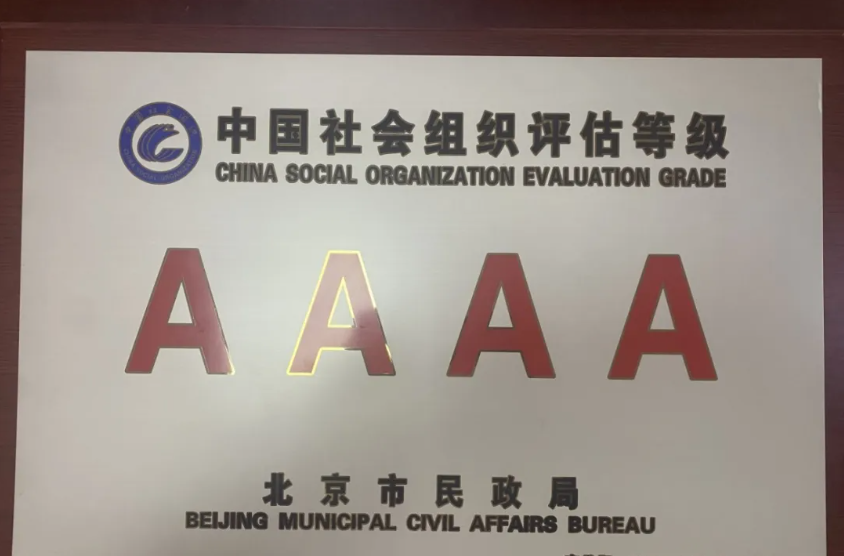 中国社会组织评估等级
CHINA SOCIAL ORGANIZATION EVALUATION GRADE
AAAA
北京市民政局
BEIJING MUNICIPAL CIVIL AFFAIRS BUREAU